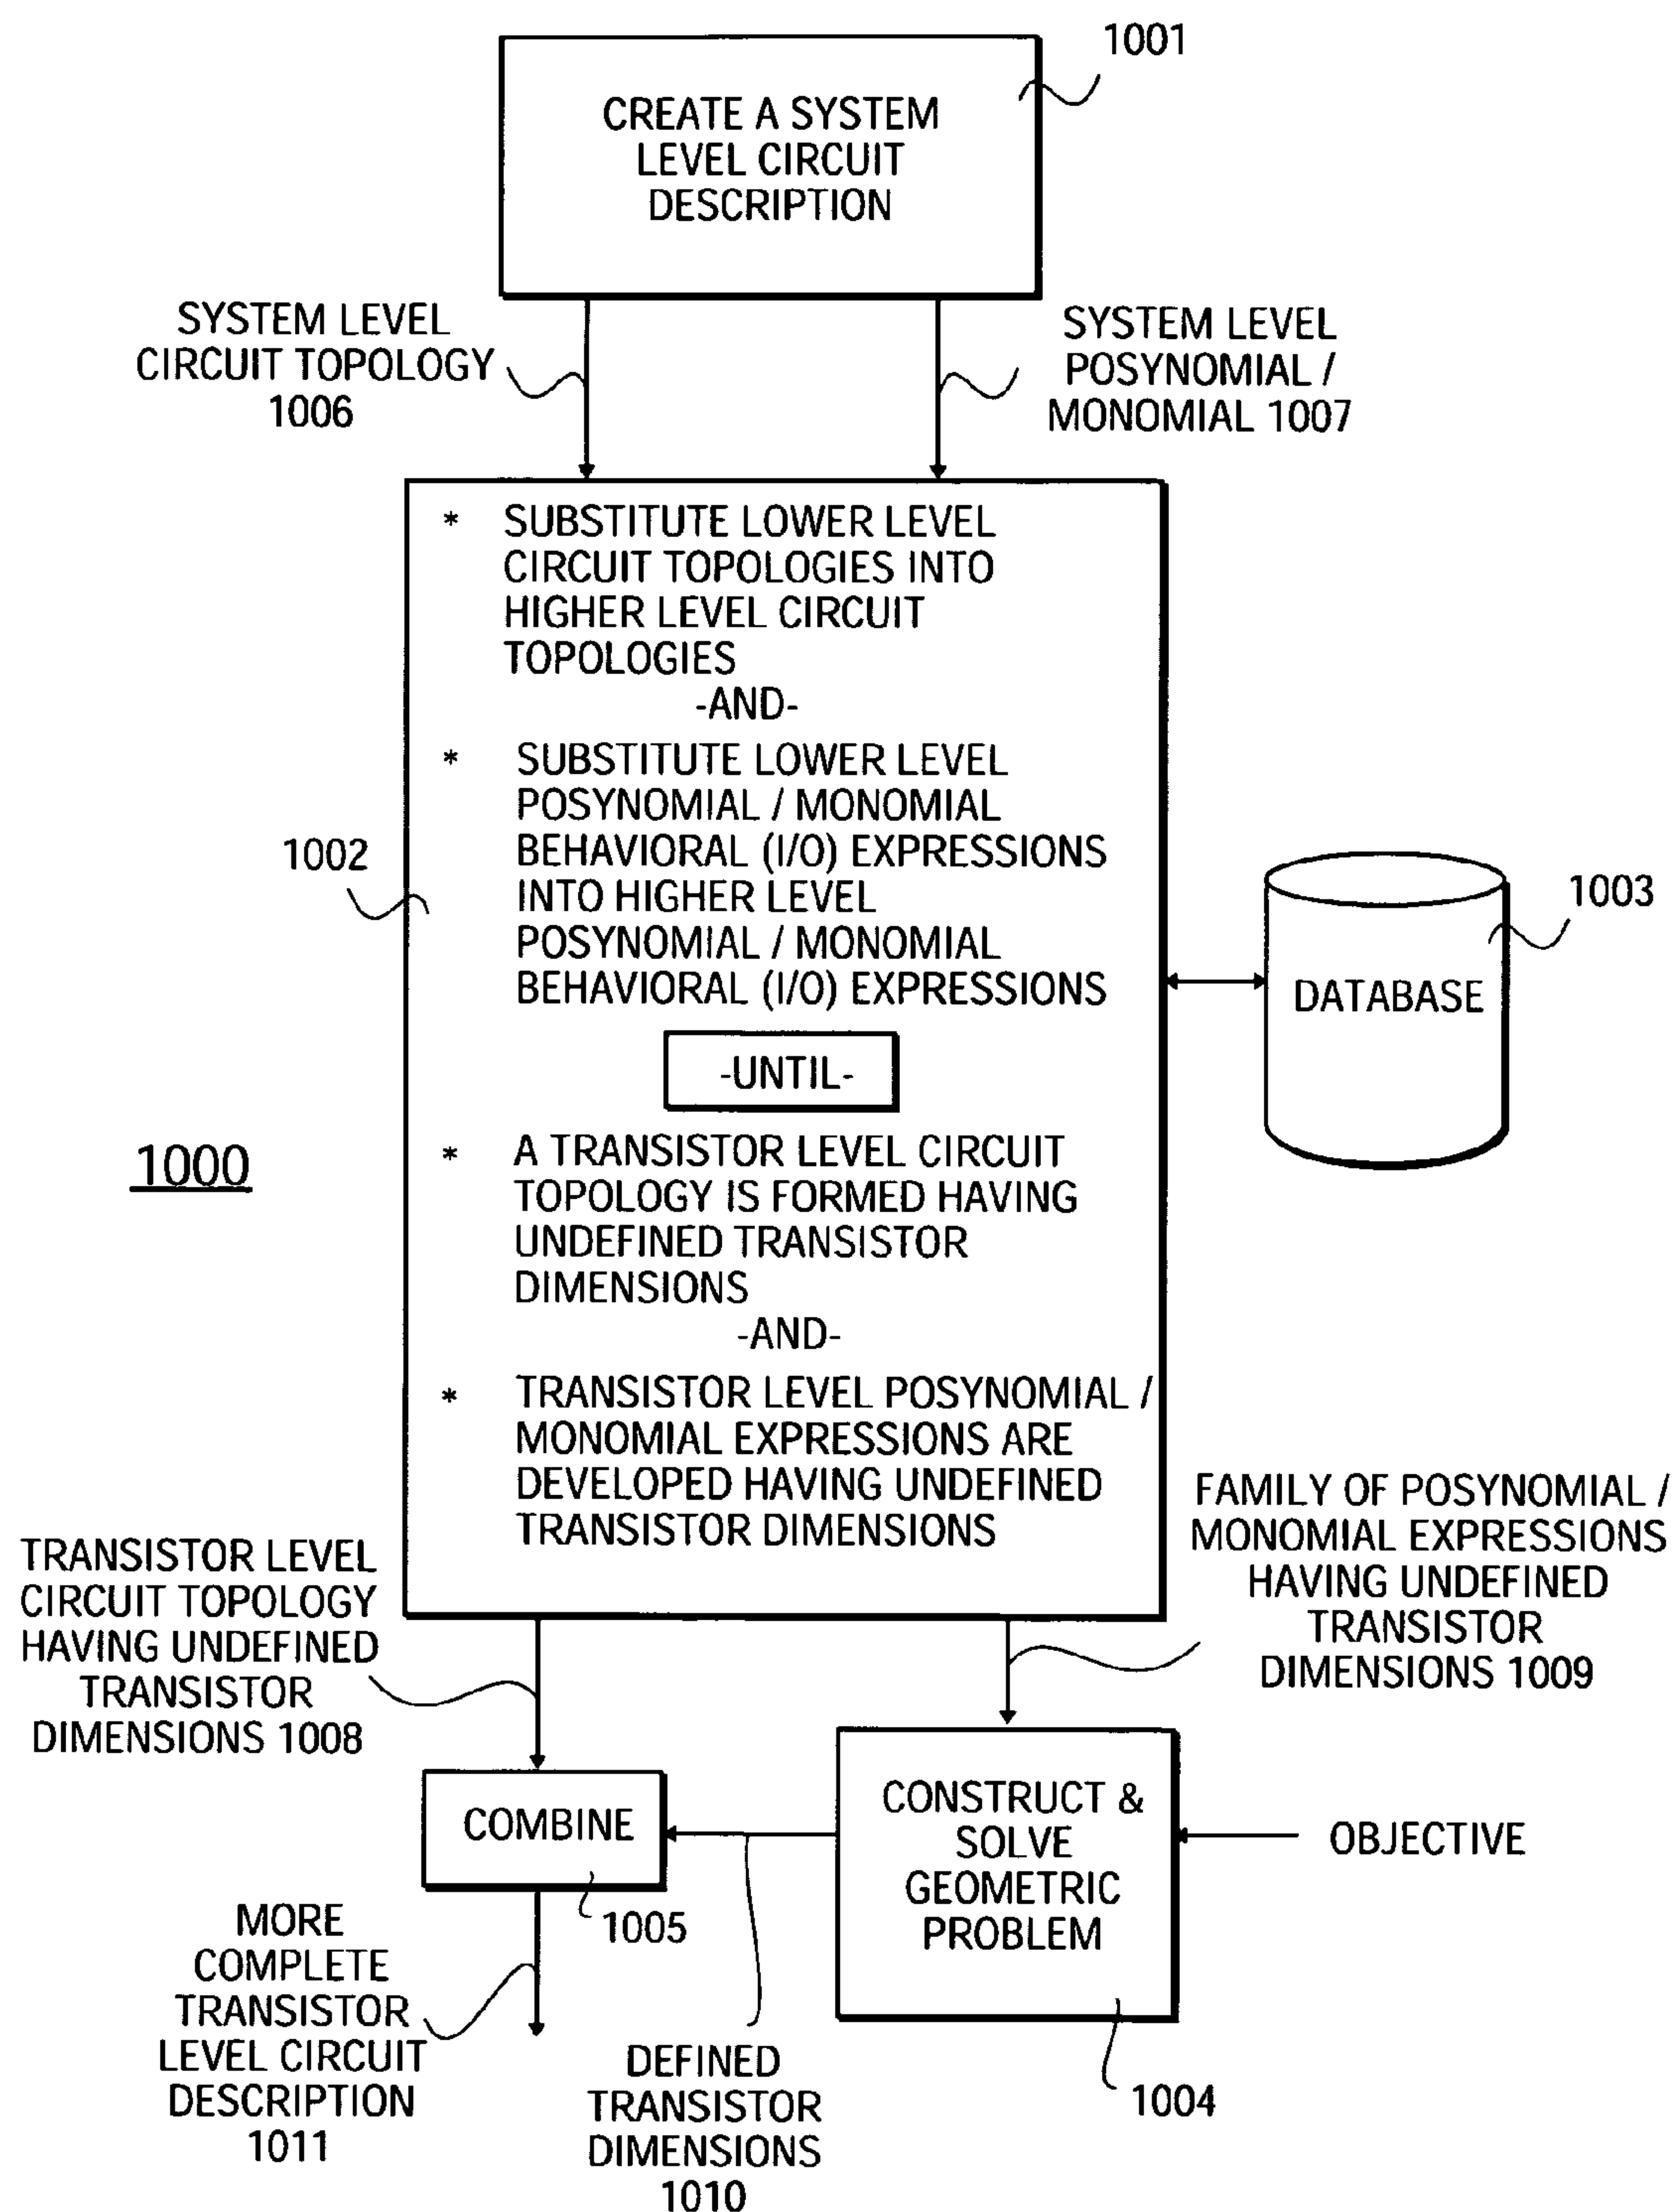 1001
CREATE A SYSTEM
LEVEL CIRCUIT
DESCRIPTION
SYSTEM LEVEL
CIRCUIT TOPOLOGY
1006
SYSTEM LEVEL
POSYNOMIAL /
MONOMIAL 1007
* SUBSTITUTE LOWER LEVEL
CIRCUIT TOPOLOGIES INTO
HIGHER LEVEL CIRCUIT
TOPOLOGIES
-AND-
* SUBSTITUTE LOWER LEVEL
POSYNOMIAL / MONOMIAL
BEHAVIORAL (I/O) EXPRESSIONS
INTO HIGHER LEVEL
POSYNOMIAL / MONOMIAL
BEHAVIORAL (I/O) EXPRESSIONS
-UNTIL-
* A TRANSISTOR LEVEL CIRCUIT
TOPOLOGY IS FORMED HAVING
UNDEFINED TRANSISTOR
DIMENSIONS
-AND-
* TRANSISTOR LEVEL POSYNOMIAL /
MONOMIAL EXPRESSIONS ARE
DEVELOPED HAVING UNDEFINED
TRANSISTOR DIMENSIONS
1002
1003
DATABASE
1000
TRANSISTOR LEVEL
CIRCUIT TOPOLOGY
HAVING UNDEFINED
TRANSISTOR
DIMENSIONS 1008
FAMILY OF POSYNOMIAL /
MONOMIAL EXPRESSIONS
HAVING UNDEFINED
TRANSISTOR
DIMENSIONS 1009
COMBINE
1005
CONSTRUCT &
SOLVE
GEOMETRIC
PROBLEM
1004
OBJECTIVE
MORE
COMPLETE
TRANSISTOR
LEVEL CIRCUIT
DESCRIPTION
1011
DEFINED
TRANSISTOR
DIMENSIONS
1010